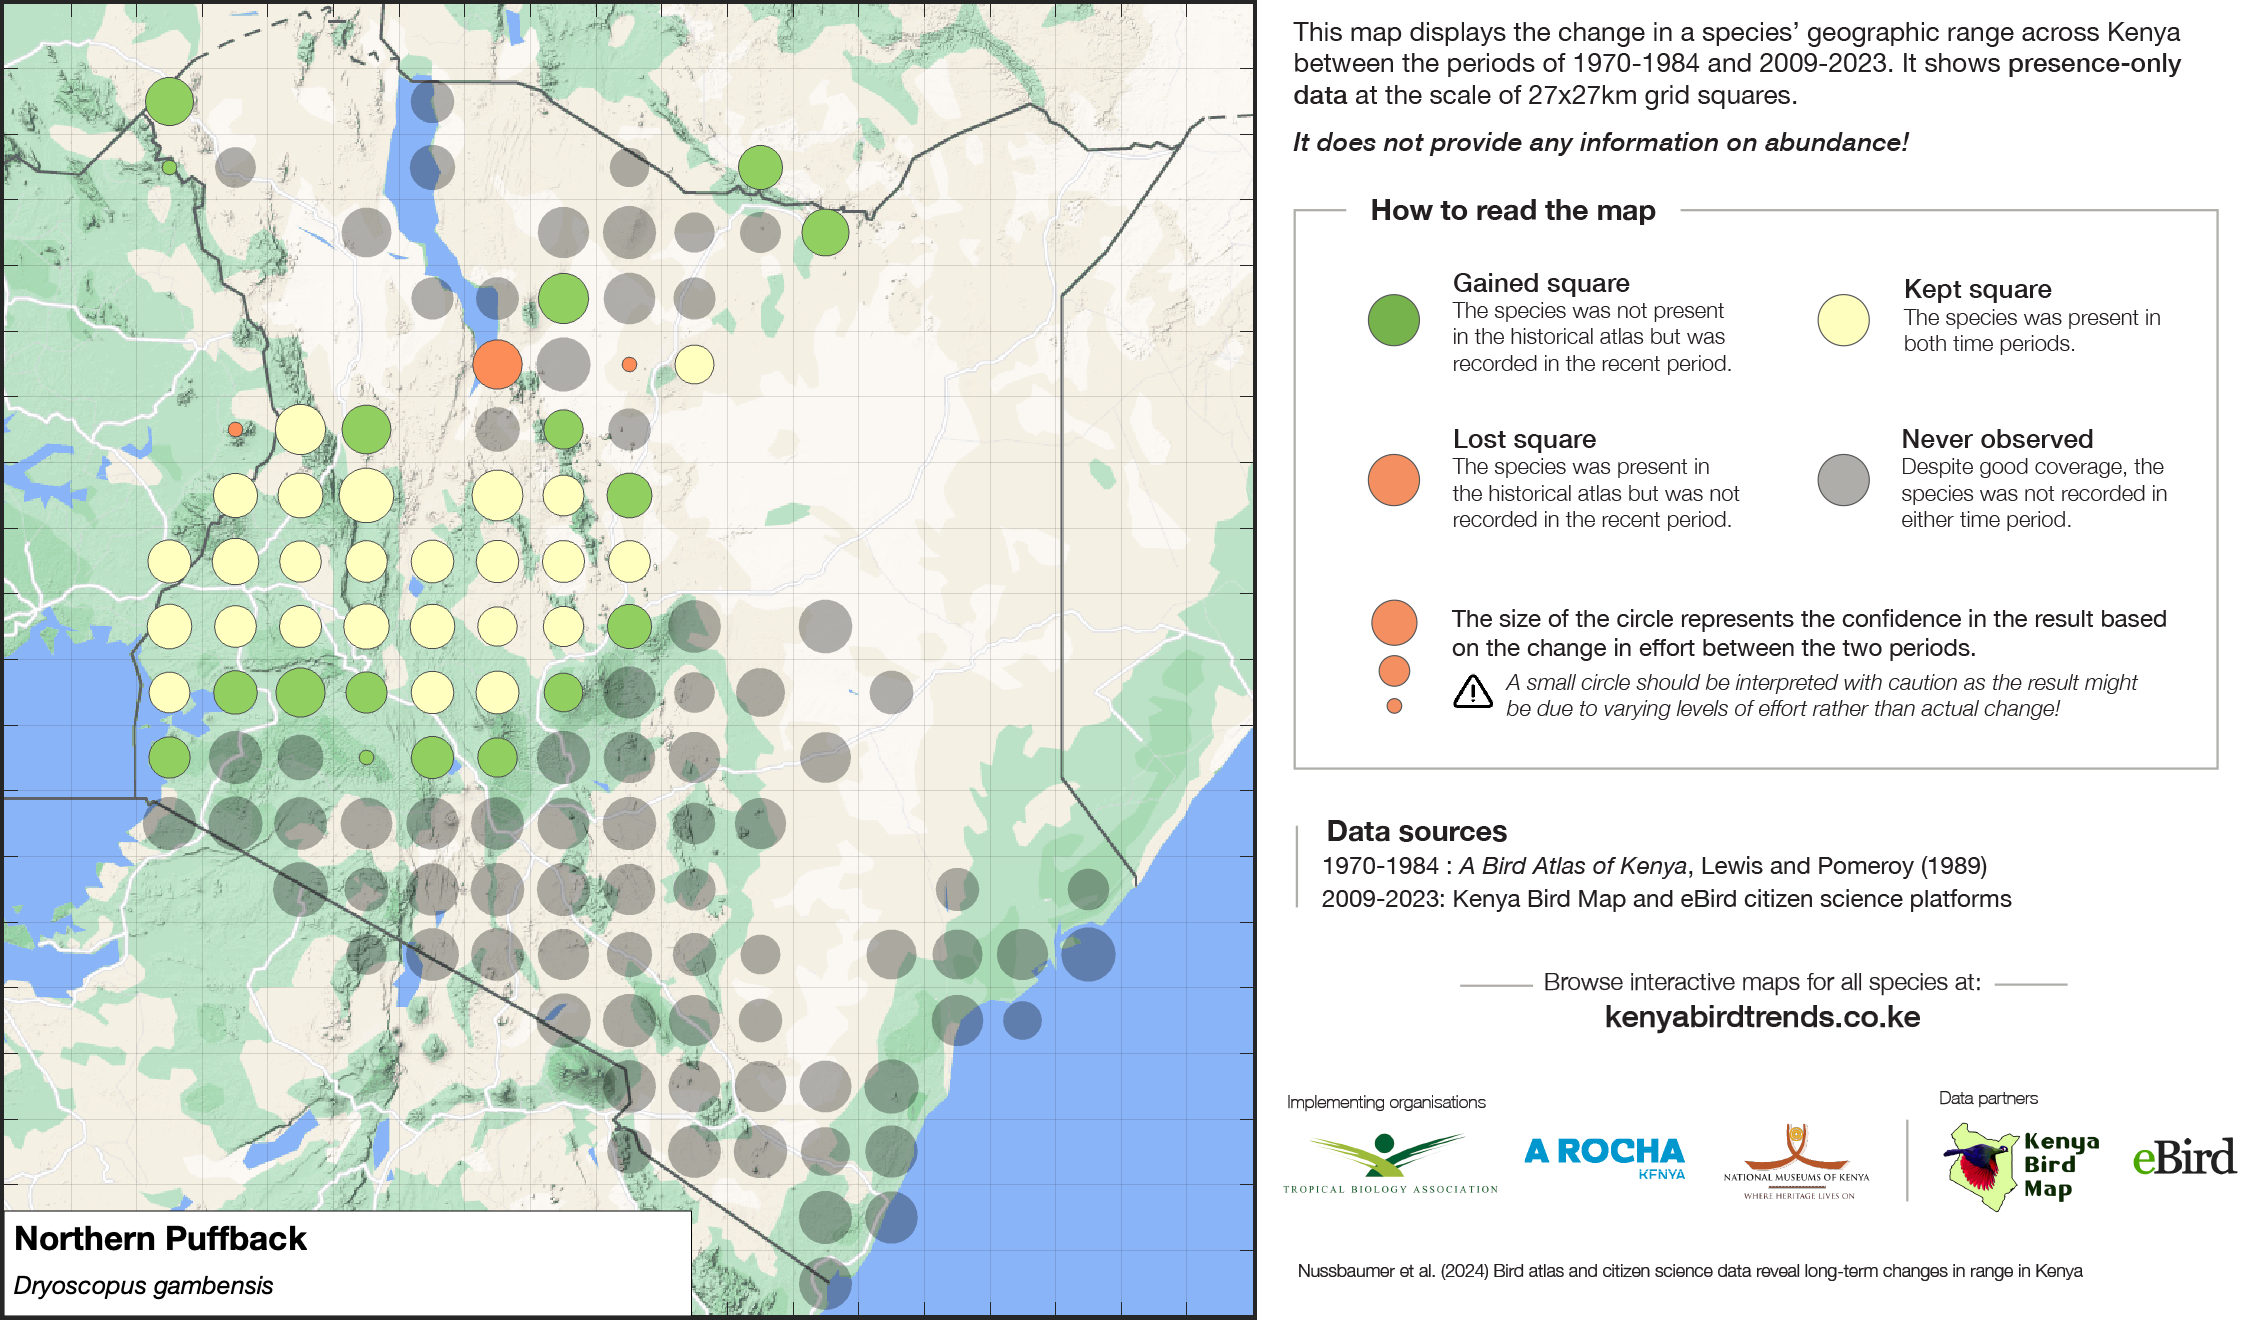 This map displays the change in a species’ geographic range across Kenya
between the periods of 1970-1984 and 2009-2023. It shows presence-only
data at the scale of 27x27km grid squares.
It does not provide any information on abundance!
How to read the map
Gained square
The species was not present
in the historical atlas but was
recorded in the recent period.
Kept square
The species was present in
both time periods.
Lost square
The species was present in
the historical atlas but was not
recorded in the recent period.
Never observed
Despite good coverage, the
species was not recorded in
either time period.
The size of the circle represents the confidence in the result based
on the change in effort between the two periods.
A small circle should be interpreted with caution as the result might
be due to varying levels of effort rather than actual change!
Data sources
1970-1984 : A Bird Atlas of Kenya, Lewis and Pomeroy (1989)
2009-2023: Kenya Bird Map and eBird citizen science platforms
Browse interactive maps for all species at:
kenyabirdtrends.co.ke
Implementing organisations
Data partners
TROPICAL BIOLOGY ASSOCIATION
A ROCHA
KENYA
NATIONAL MUSEUMS OF KENYA
WHERE HERITAGE LIVES ON
Kenya
Bird
Map
eBird
Northern Puffback
Dryoscopus gambensis
Nussbaumer et al. (2024) Bird atlas and citizen science data reveal long-term changes in range in Kenya